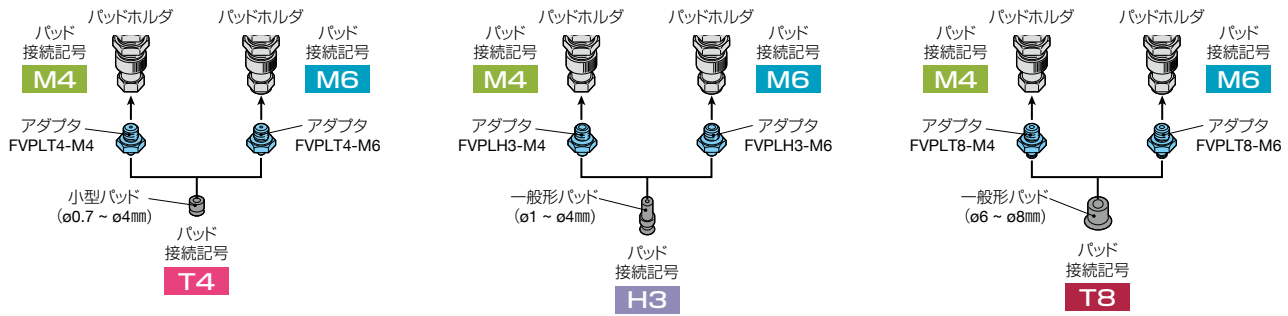 パッドホルダ パッドホルダ
パッド
接続記号
M4
パッド
接続記号
M6
アダプタ
FVPLT4-M4
アダプタ
FVPLT4-M6
小型パッド
(ø0.7 ~ ø4㎜)
パッド
接続記号
T4
パッドホルダ パッドホルダ
パッド
接続記号
M4
パッド
接続記号
M6
アダプタ
FVPLH3-M4
アダプタ
FVPLH3-M6
一般形パッド
(ø1 ~ ø4㎜)
パッド
接続記号
H3
パッドホルダ パッドホルダ
パッド
接続記号
M4
パッド
接続記号
M6
アダプタ
FVPLT8-M4
アダプタ
FVPLT8-M6
一般形パッド
(ø6 ~ ø8㎜)
パッド
接続記号
T8